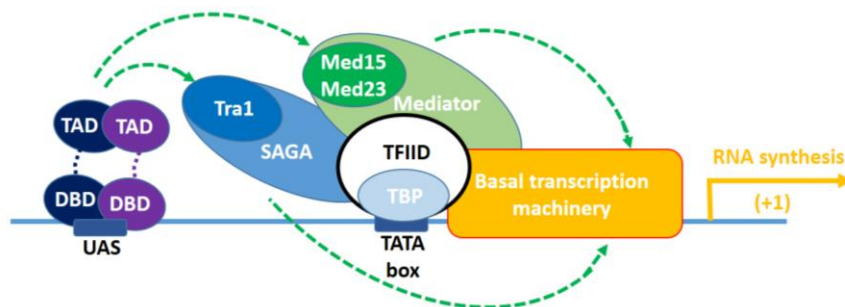 Med15
Med23
Mediator
Tra1
TAD
TAD
SAGA
TFIID
RNA synthesis
DBD
DBD
TBP
Basal transcription
machinery
(+1)
UAS
TATA
box